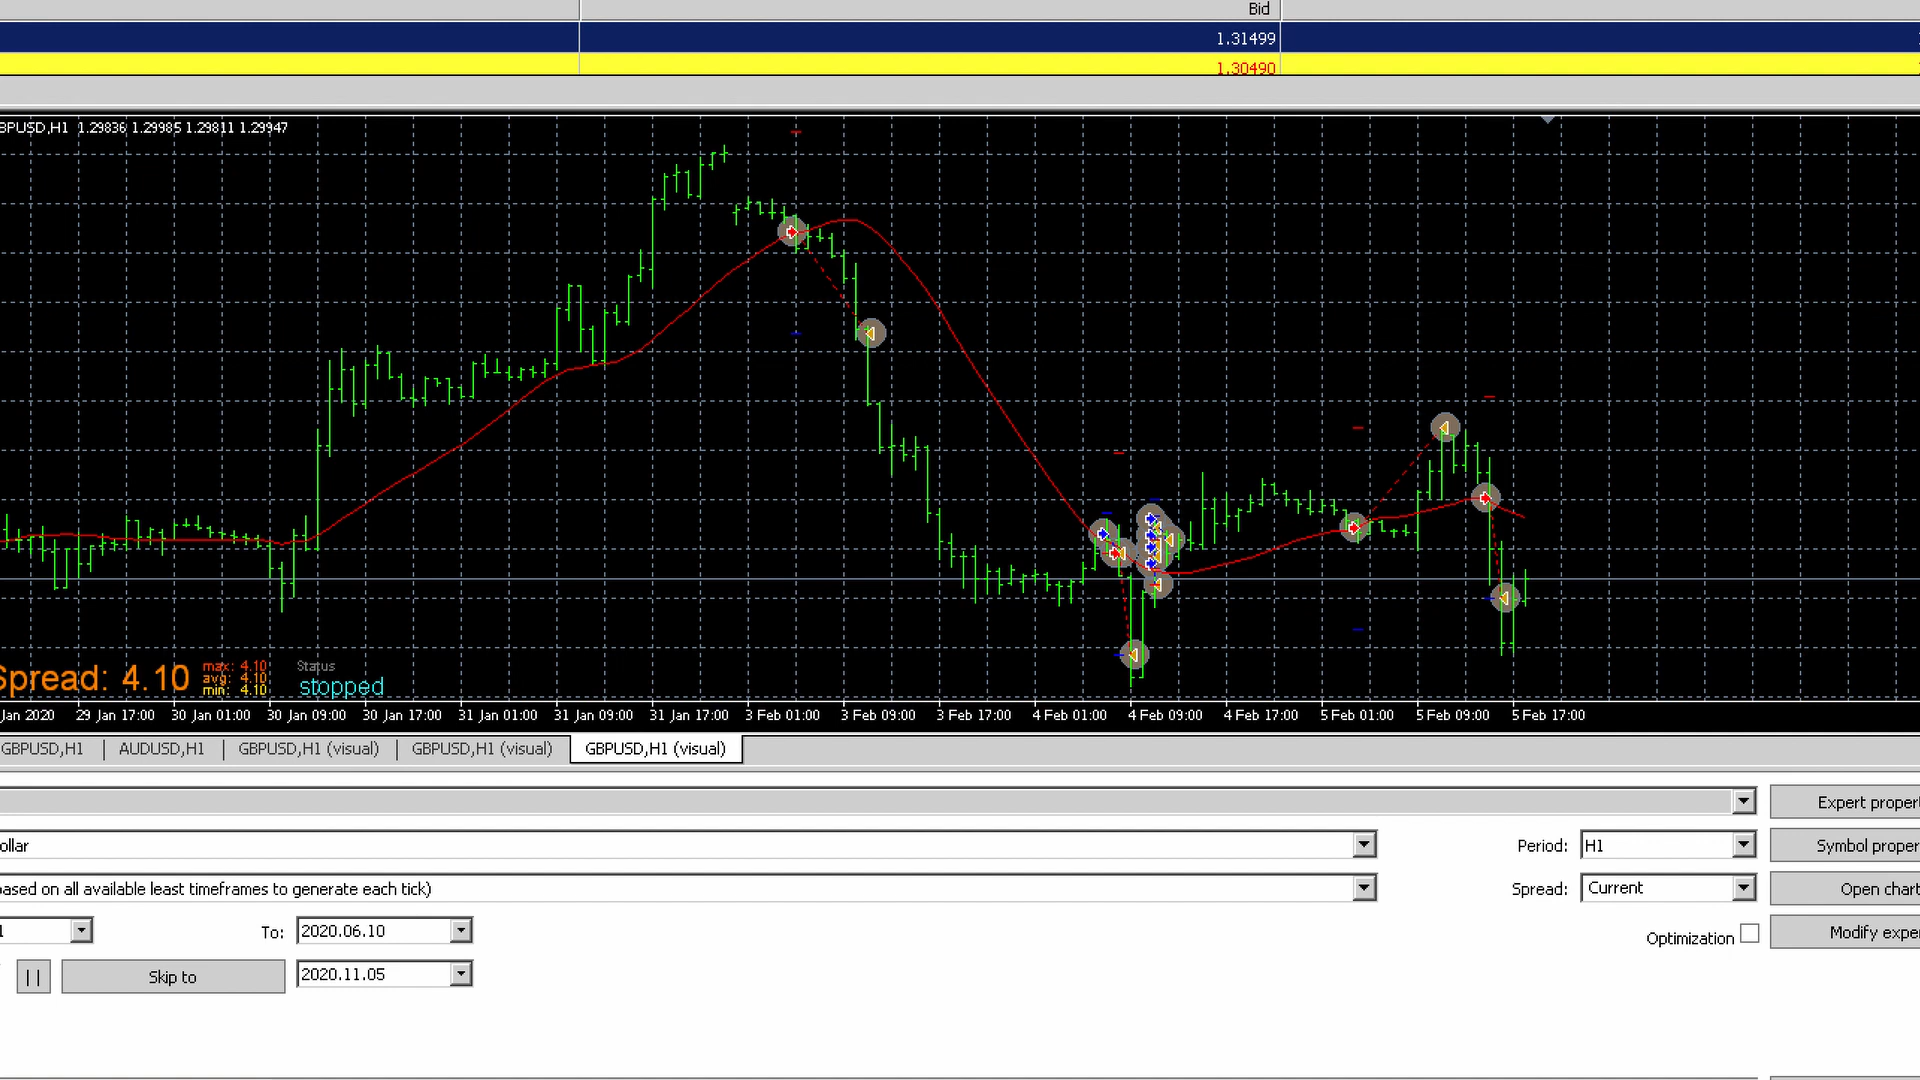 Bid
1.31499
1.30490
BPUSD,H1 1.29836 1.29985 1.29811 1.29947
Spread: 4.10
max: 4.10
avg: 4.10
min: 4.10
Status
stopped
Jan 2020 29 Jan 17:00 30 Jan 01:00 30 Jan 09:00 30 Jan 17:00 31 Jan 01:00 31 Jan 09:00 31 Jan 17:00 3 Feb 01:00 3 Feb 09:00 3 Feb 17:00 4 Feb 01:00 4 Feb 09:00 4 Feb 17:00 5 Feb 01:00 5 Feb 09:00 5 Feb 17:00
GBPUSD,H1 AUDUSD,H1 GBPUSD,H1 (visual) GBPUSD,H1 (visual) GBPUSD,H1 (visual)
Expert propert
ollar Period: H1 Symbol proper
based on all available least timeframes to generate each tick) Spread: Current Open chart
1 To: 2020.06.10 Optimization Modify expe
Skip to 2020.11.05